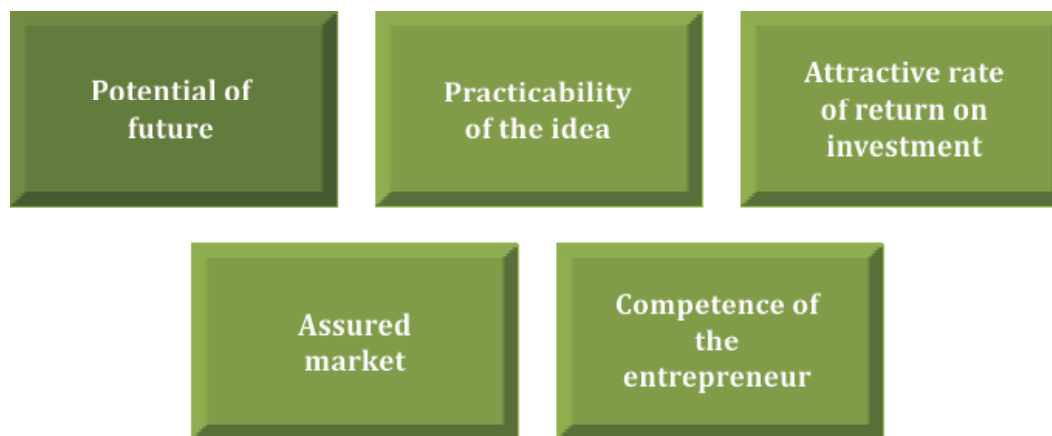 Potential of
future
Practicability
of the idea
Attractive rate
of return on
investment
Assured
market
Competence of
the
entrepreneur